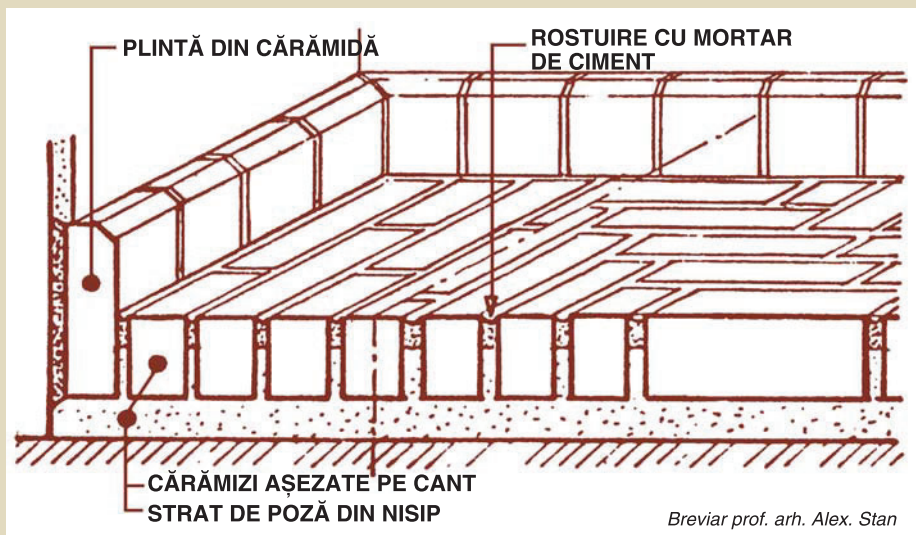 PLINTĂ DIN CĂRĂMIDĂ
ROSTUIRE CU MORTAR
DE CIMENT
CĂRĂMIZI AȘEZATE PE CANT
STRAT DE POZĂ DIN NISIP
Breviar prof. arh. Alex. Stan